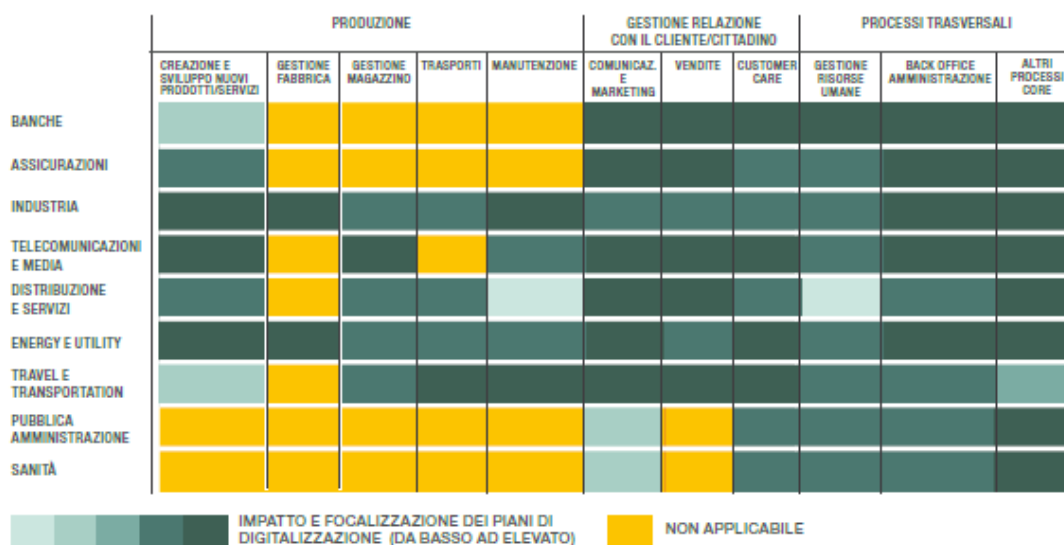 PRODUZIONE
GESTIONE RELAZIONE
CON IL CLIENTE/CITTADINO
PROCESSI TRASVERSALI
CREAZIONE E
SVILUPPO NUOVI
PRODOTTI/SERVIZI
GESTIONE
FABBRICA
GESTIONE
MAGAZZINO
TRASPORTI
MANUTENZIONE
COMUNICAZ.
E
MARKETING
VENDITE
CUSTOMER
CARE
GESTIONE
RISORSE
UMANE
BACK OFFICE
AMMINISTRAZIONE
ALTRI
PROCESSI
CORE
BANCHE
ASSICURAZIONI
INDUSTRIA
TELECOMUNICAZIONI
E MEDIA
DISTRIBUZIONE
E SERVIZI
ENERGY E UTILITY
TRAVEL E
TRANSPORTATION
PUBBLICA
AMMINISTRAZIONE
SANITÀ
IMPATTO E FOCALIZZAZIONE DEI PIANI DI
DIGITALIZZAZIONE (DA BASSO AD ELEVATO)
NON APPLICABILE